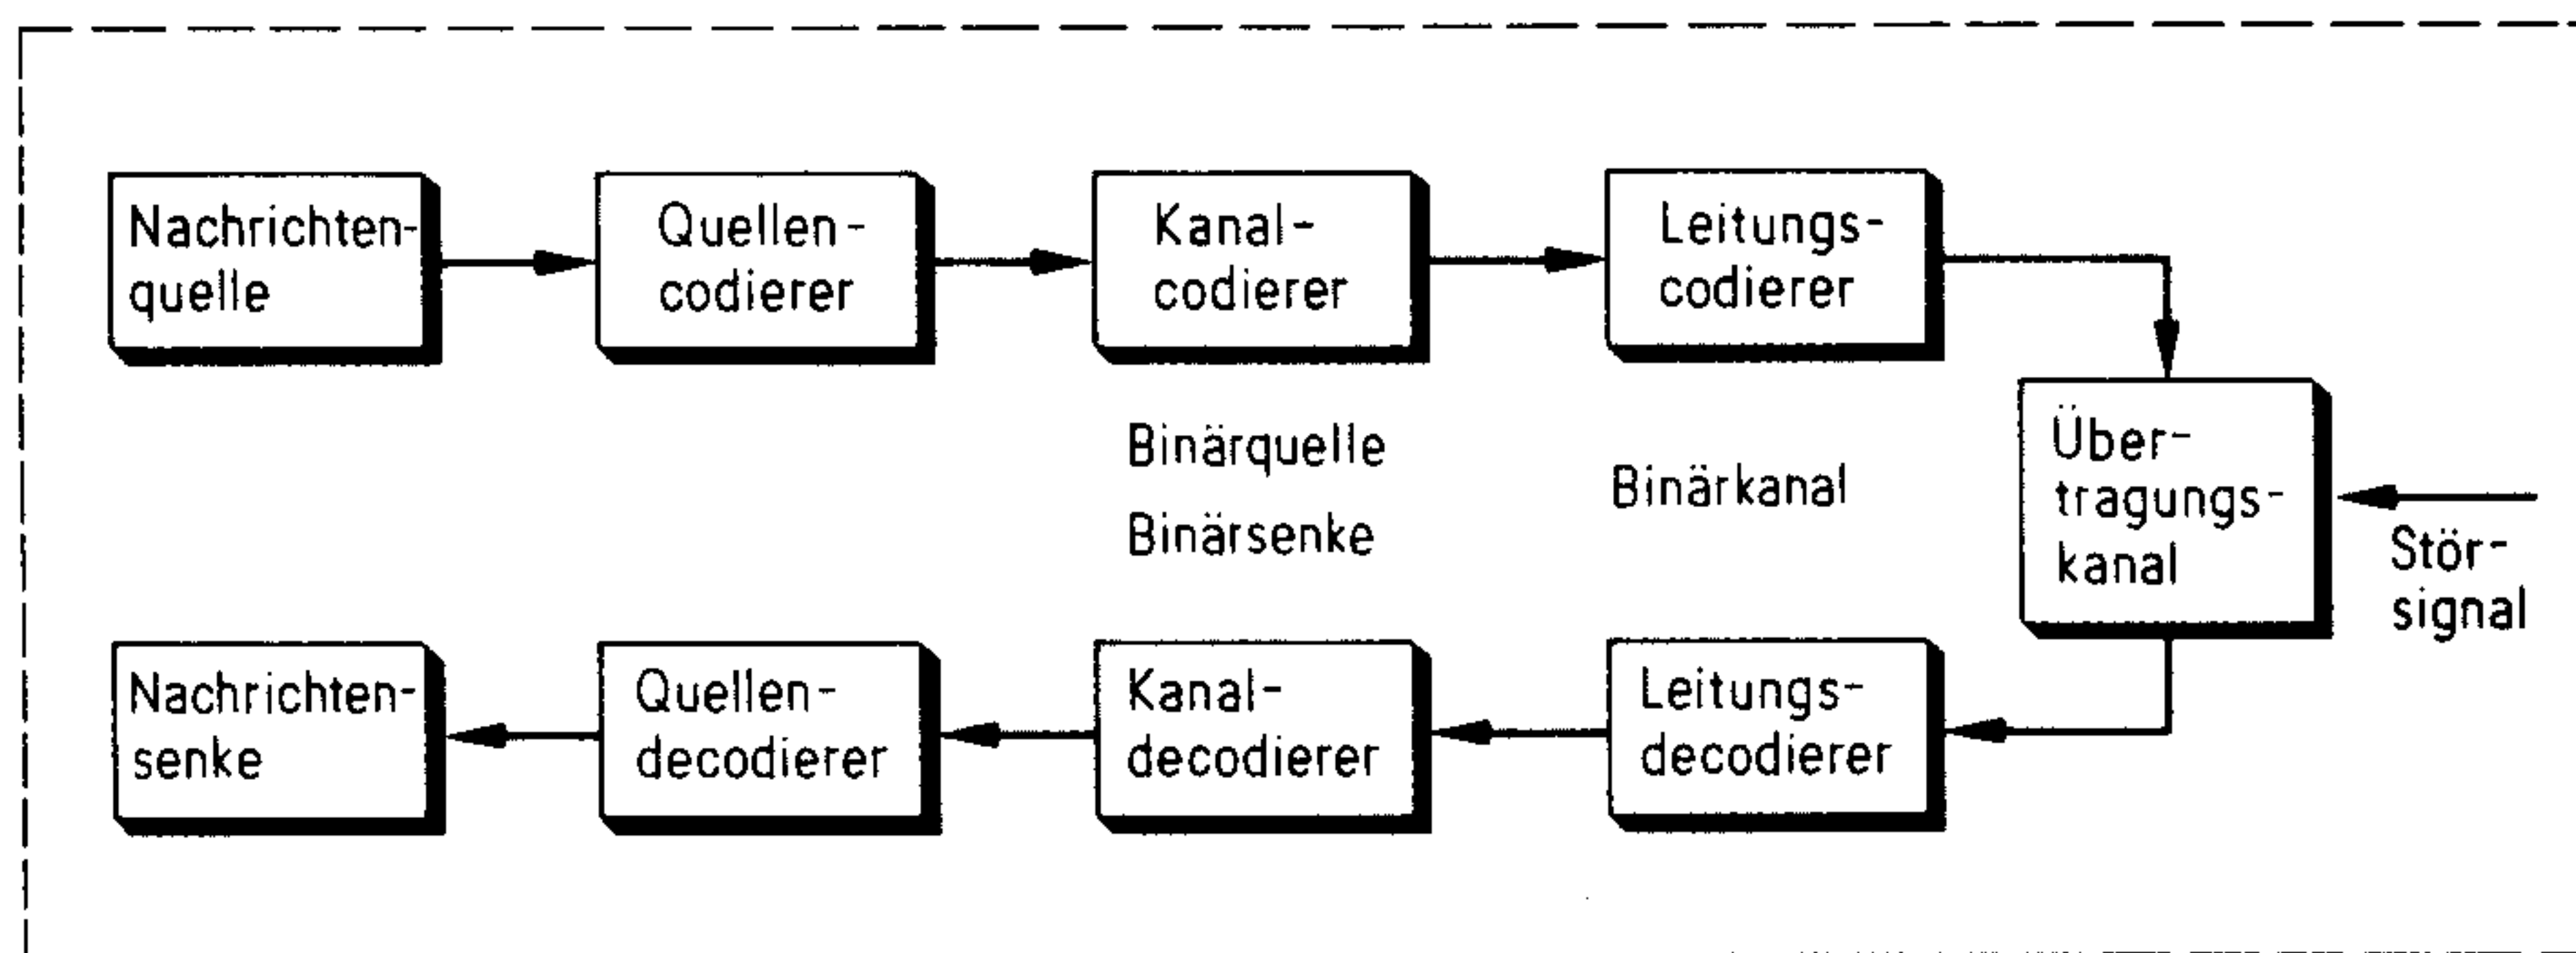 Nachrichten-
quelle
Quellen-
codierer
Kanal-
codierer
Leitungs-
codierer
Über-
tragungs-
kanal
Stör-
signal
Binärquelle
Binärsenke
Binärkanal
Nachrichten-
senke
Quellen-
decodierer
Kanal-
decodierer
Leitungs-
decodierer